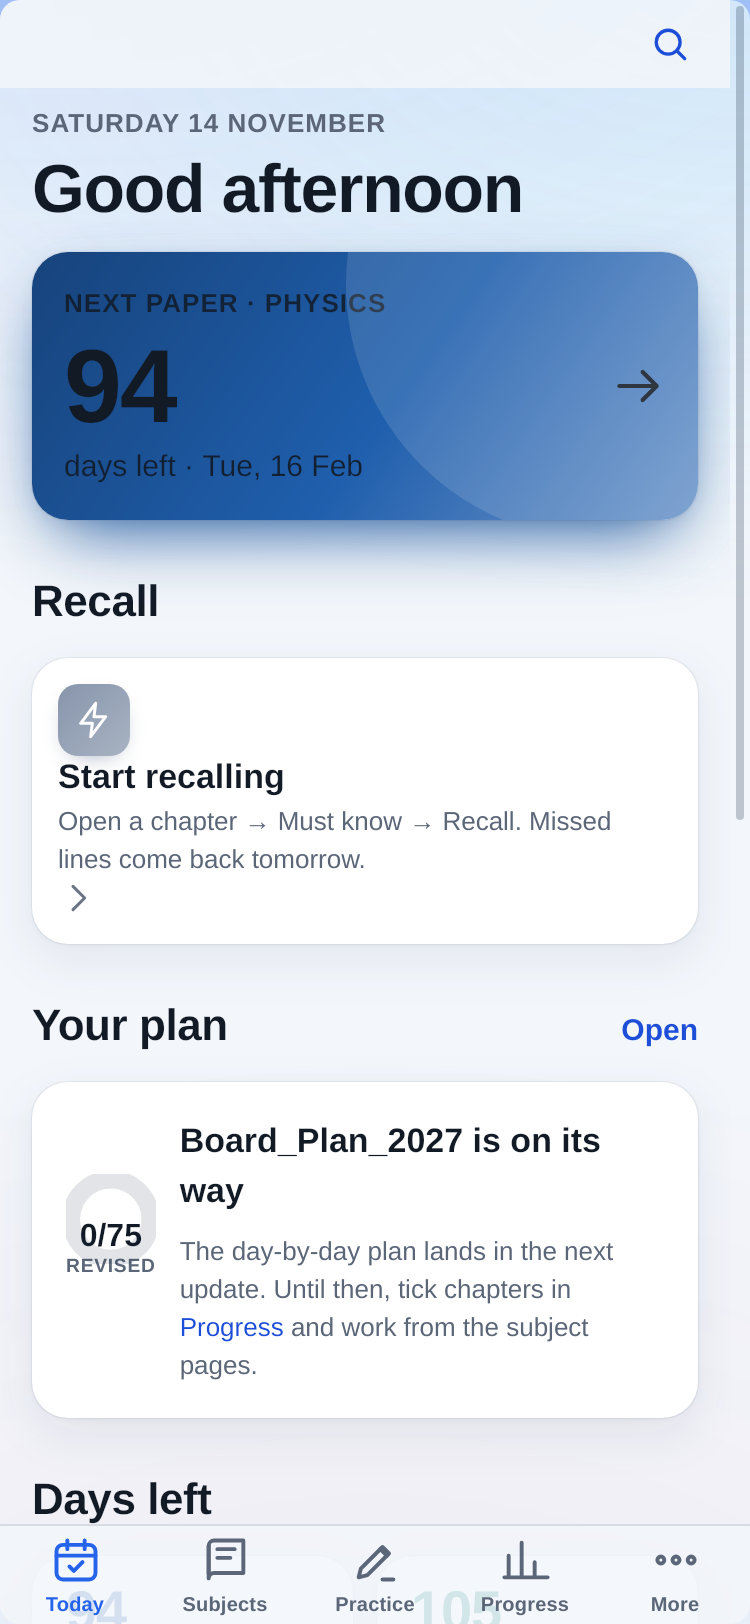 SATURDAY 14 NOVEMBER
Good afternoon
NEXT PAPER · PHYSICS
94
days left · Tue, 16 Feb
Recall
Start recalling
Open a chapter → Must know → Recall. Missed
lines come back tomorrow.
Your plan
Open
Board_Plan_2027 is on its
way
0/75
REVISED
The day-by-day plan lands in the next
update. Until then, tick chapters in
Progress and work from the subject
pages.
Days left
94
105
Today
Subjects
Practice
Progress
More